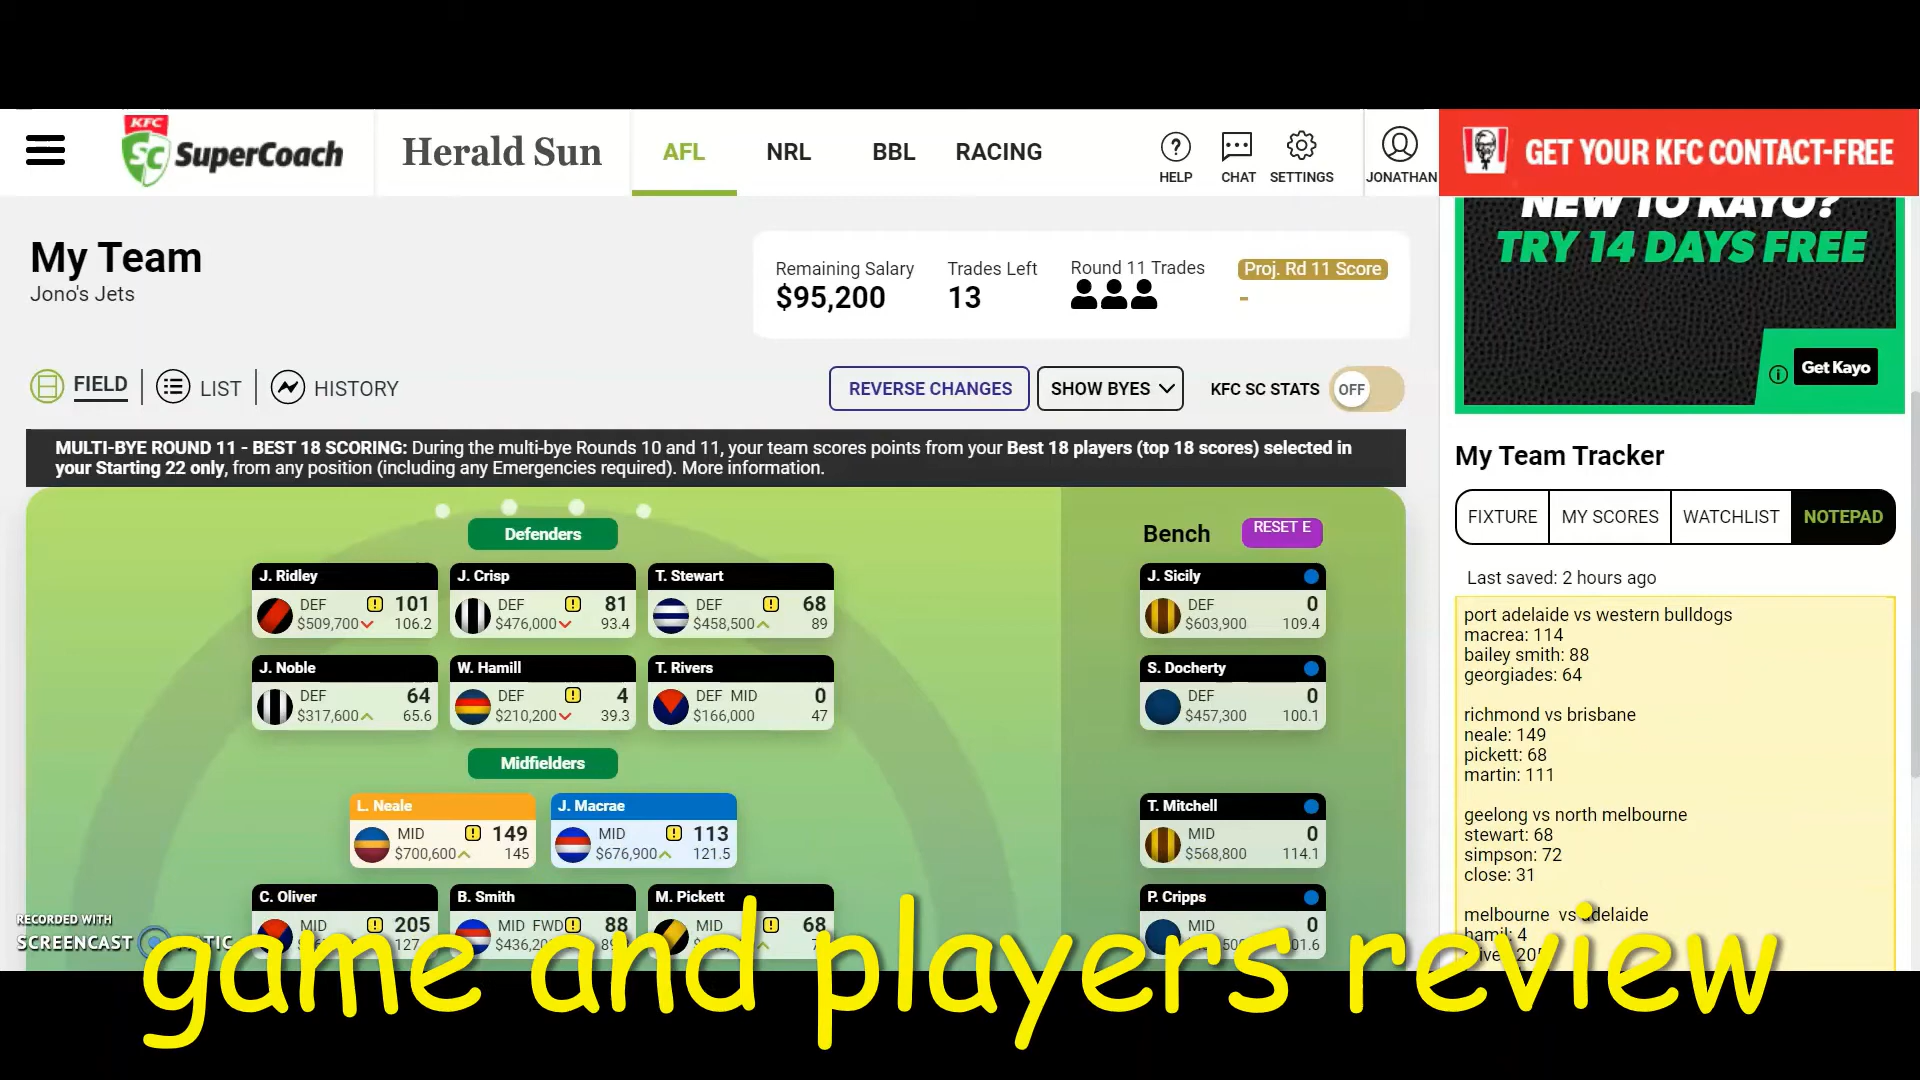 KFC
SC SuperCoach
Herald Sun
AFL
NRL
BBL
RACING
HELP
CHAT
SETTINGS
JONATHAN
GET YOUR KFC CONTACT-FREE
NEW TO KAYO?
TRY 14 DAYS FREE
Get Kayo
My Team
Jono's Jets
Remaining Salary
$95,200
Trades Left
13
Round 11 Trades
Proj. Rd 11 Score
-
FIELD
LIST
HISTORY
REVERSE CHANGES
SHOW BYES
KFC SC STATS
OFF
MULTI-BYE ROUND 11 - BEST 18 SCORING: During the multi-bye Rounds 10 and 11, your team scores points from your Best 18 players (top 18 scores) selected in
your Starting 22 only, from any position (including any Emergencies required). More information.
Defenders
J. Ridley
DEF 101
$509,700 106.2
J. Crisp
DEF 81
$476,000 93.4
T. Stewart
DEF 68
$458,500 89
J. Noble
DEF 64
$317,600 65.6
W. Hamill
DEF 4
$210,200 39.3
T. Rivers
DEF MID 0
$166,000 47
Midfielders
L. Neale
MID 149
$700,600 145
J. Macrae
MID 113
$676,900 121.5
C. Oliver
MID 205
B. Smith
MID FWD 88
M. Pickett
MID 68
Bench
RESET E
J. Sicily
DEF 0
$603,900 109.4
S. Docherty
DEF 0
$457,300 100.1
T. Mitchell
MID 0
$568,800 114.1
P. Cripps
MID 0
My Team Tracker
FIXTURE
MY SCORES
WATCHLIST
NOTEPAD
Last saved: 2 hours ago
port adelaide vs western bulldogs
macrea: 114
bailey smith: 88
georgiades: 64
richmond vs brisbane
neale: 149
pickett: 68
martin: 111
geelong vs north melbourne
stewart: 68
simpson: 72
close: 31
melbourne vs adelaide
hamil: 4
RECORDED WITH
SCREENCAST
game and players review